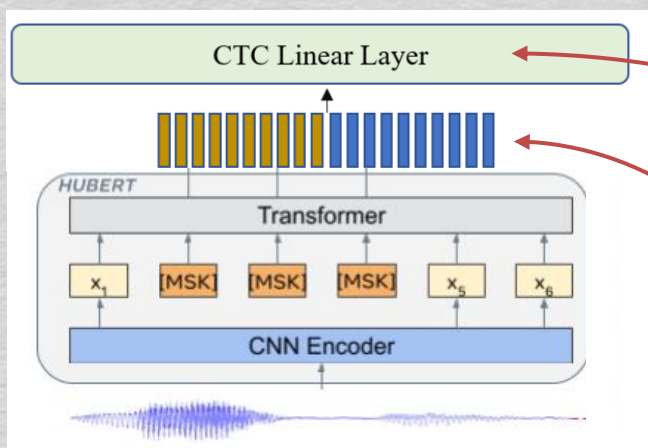 CTC Linear Layer
HUBERT
Transformer
x₁ [MSK] [MSK] [MSK] x₅ x₆
CNN Encoder